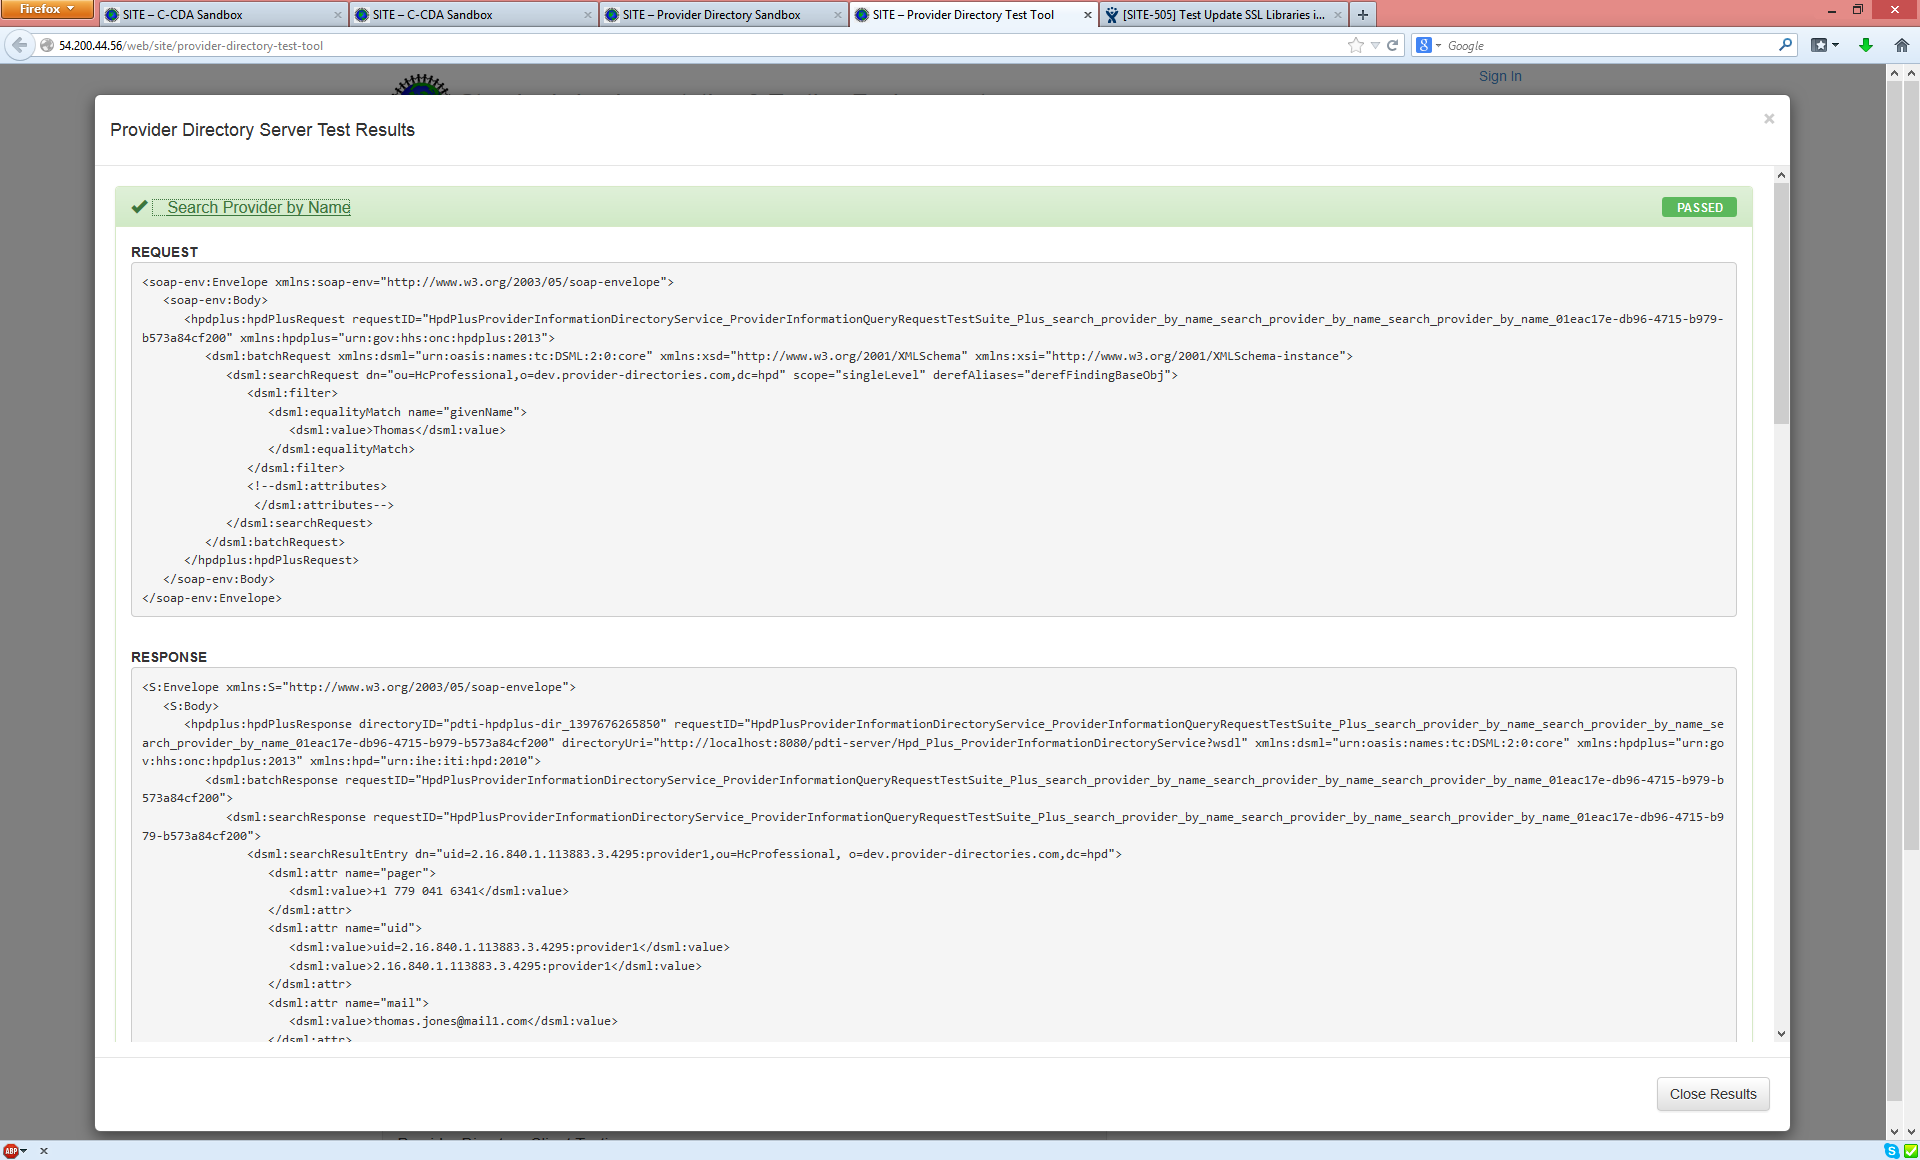 Firefox
SITE – C-CDA Sandbox
SITE – C-CDA Sandbox
SITE – Provider Directory Sandbox
SITE – Provider Directory Test Tool
[SITE-505] Test Update SSL Libraries i...
54.200.44.56/web/site/provider-directory-test-tool
Google
Sign In
Provider Directory Server Test Results
Search Provider by Name
PASSED
REQUEST
<soap-env:Envelope xmlns:soap-env="http://www.w3.org/2003/05/soap-envelope">
<soap-env:Body>
<hpdplus:hpdPlusRequest requestID="HpdPlusProviderInformationDirectoryService_ProviderInformationQueryRequestTestSuite_Plus_search_provider_by_name_search_provider_by_name_search_provider_by_name_01eac17e-db96-4715-b979-
b573a84cf200" xmlns:hpdplus="urn:gov:hhs:onc:hpdplus:2013">
<dsml:batchRequest xmlns:dsml="urn:oasis:names:tc:DSML:2:0:core" xmlns:xsd="http://www.w3.org/2001/XMLSchema" xmlns:xsi="http://www.w3.org/2001/XMLSchema-instance">
<dsml:searchRequest dn="ou=HcProfessional,o=dev.provider-directories.com,dc=hpd" scope="singleLevel" derefAliases="derefFindingBaseObj">
<dsml:filter>
<dsml:equalityMatch name="givenName">
<dsml:value>Thomas</dsml:value>
</dsml:equalityMatch>
</dsml:filter>
<!--dsml:attributes>
</dsml:attributes-->
</dsml:searchRequest>
</dsml:batchRequest>
</hpdplus:hpdPlusRequest>
</soap-env:Body>
</soap-env:Envelope>
RESPONSE
<S:Envelope xmlns:S="http://www.w3.org/2003/05/soap-envelope">
<S:Body>
<hpdplus:hpdPlusResponse directoryID="pdti-hpdplus-dir_1397676265850" requestID="HpdPlusProviderInformationDirectoryService_ProviderInformationQueryRequestTestSuite_Plus_search_provider_by_name_search_provider_by_name_se
arch_provider_by_name_01eac17e-db96-4715-b979-b573a84cf200" directoryUri="http://localhost:8080/pdti-server/Hpd_Plus_ProviderInformationDirectoryService?wsdl" xmlns:dsml="urn:oasis:names:tc:DSML:2:0:core" xmlns:hpdplus="urn:go
v:hhs:onc:hpdplus:2013" xmlns:hpd="urn:ihe:iti:hpd:2010">
<dsml:batchResponse requestID="HpdPlusProviderInformationDirectoryService_ProviderInformationQueryRequestTestSuite_Plus_search_provider_by_name_search_provider_by_name_search_provider_by_name_01eac17e-db96-4715-b979-b
573a84cf200">
<dsml:searchResponse requestID="HpdPlusProviderInformationDirectoryService_ProviderInformationQueryRequestTestSuite_Plus_search_provider_by_name_search_provider_by_name_search_provider_by_name_01eac17e-db96-4715-b9
79-b573a84cf200">
<dsml:searchResultEntry dn="uid=2.16.840.1.113883.3.4295:provider1,ou=HcProfessional, o=dev.provider-directories.com,dc=hpd">
<dsml:attr name="pager">
<dsml:value>+1 779 041 6341</dsml:value>
</dsml:attr>
<dsml:attr name="uid">
<dsml:value>uid=2.16.840.1.113883.3.4295:provider1</dsml:value>
<dsml:value>2.16.840.1.113883.3.4295:provider1</dsml:value>
</dsml:attr>
<dsml:attr name="mail">
<dsml:value>thomas.jones@mail1.com</dsml:value>
</dsml:attr>
Close Results
ABP